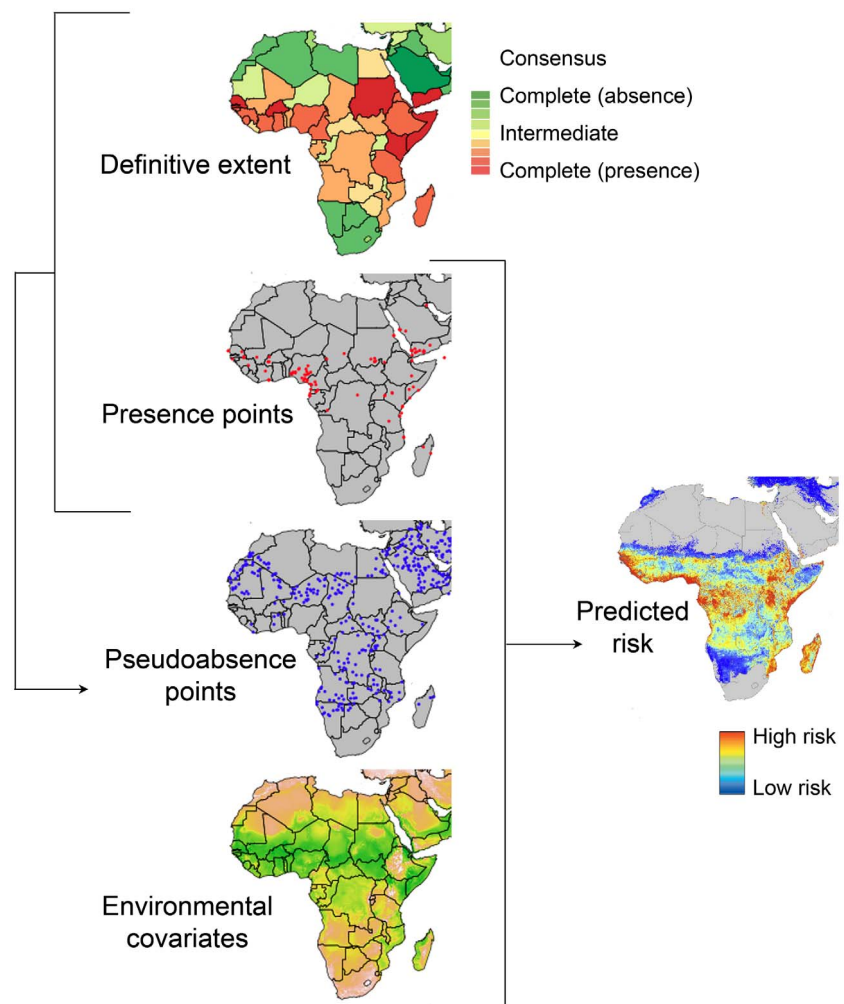 Consensus
Complete (absence)
Intermediate
Complete (presence)
Definitive extent
Presence points
Pseudoabsence
points
Predicted
risk
High risk
Low risk
Environmental
covariates